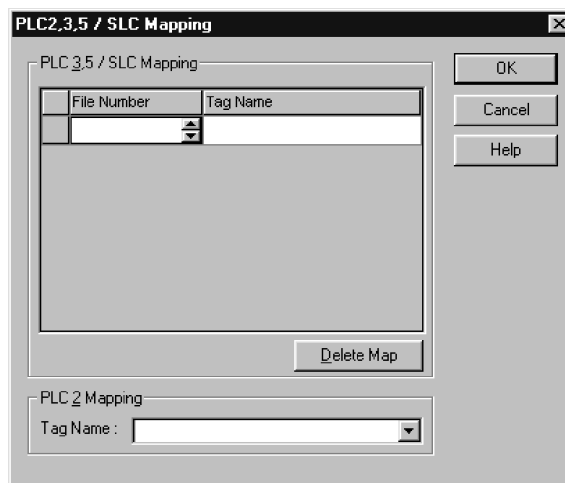 PLC2,3,5 / SLC Mapping
PLC 3,5 / SLC Mapping
File Number Tag Name
OK
Cancel
Help
Delete Map
PLC 2 Mapping
Tag Name :